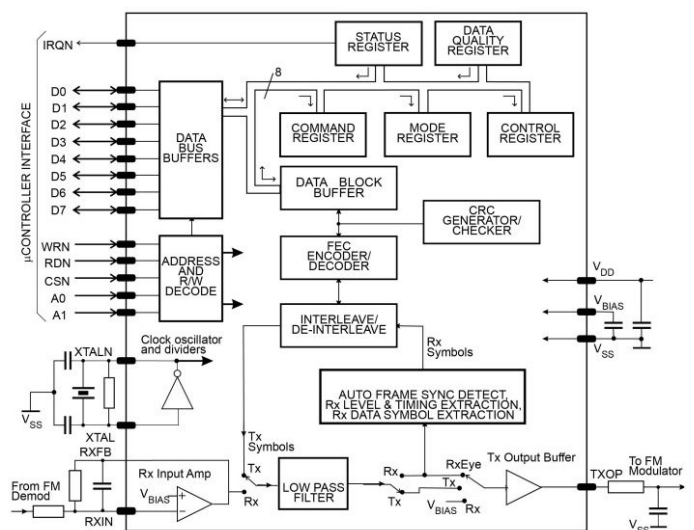 STATUS
REGISTER
DATA
QUALITY
REGISTER
IRQN
8
D0
D1
D2
D3
D4
D5
D6
D7
µCONTROLLER INTERFACE
DATA
BUS
BUFFERS
COMMAND
REGISTER
MODE
REGISTER
CONTROL
REGISTER
DATA BLOCK
BUFFER
CRC
GENERATOR/
CHECKER
WRN
RDN
CSN
A0
A1
ADDRESS
AND
R/W
DECODE
FEC
ENCODER/
DECODER
INTERLEAVE/
DE-INTERLEAVE
VDD
VBIAS
VSS
Clock oscillator
and dividers
XTALN
VSS
XTAL
Rx
Symbols
AUTO FRAME SYNC DETECT,
Rx LEVEL & TIMING EXTRACTION,
Rx DATA SYMBOL EXTRACTION
Tx
Symbols
RXFB
From FM
Demod
RXIN
Rx Input Amp
VBIAS
+
−
Tx
Rx
LOW PASS
FILTER
Rx
Tx
RxEye
Tx
VBIAS
Rx
Tx Output Buffer
TXOP
To FM
Modulator
VSS